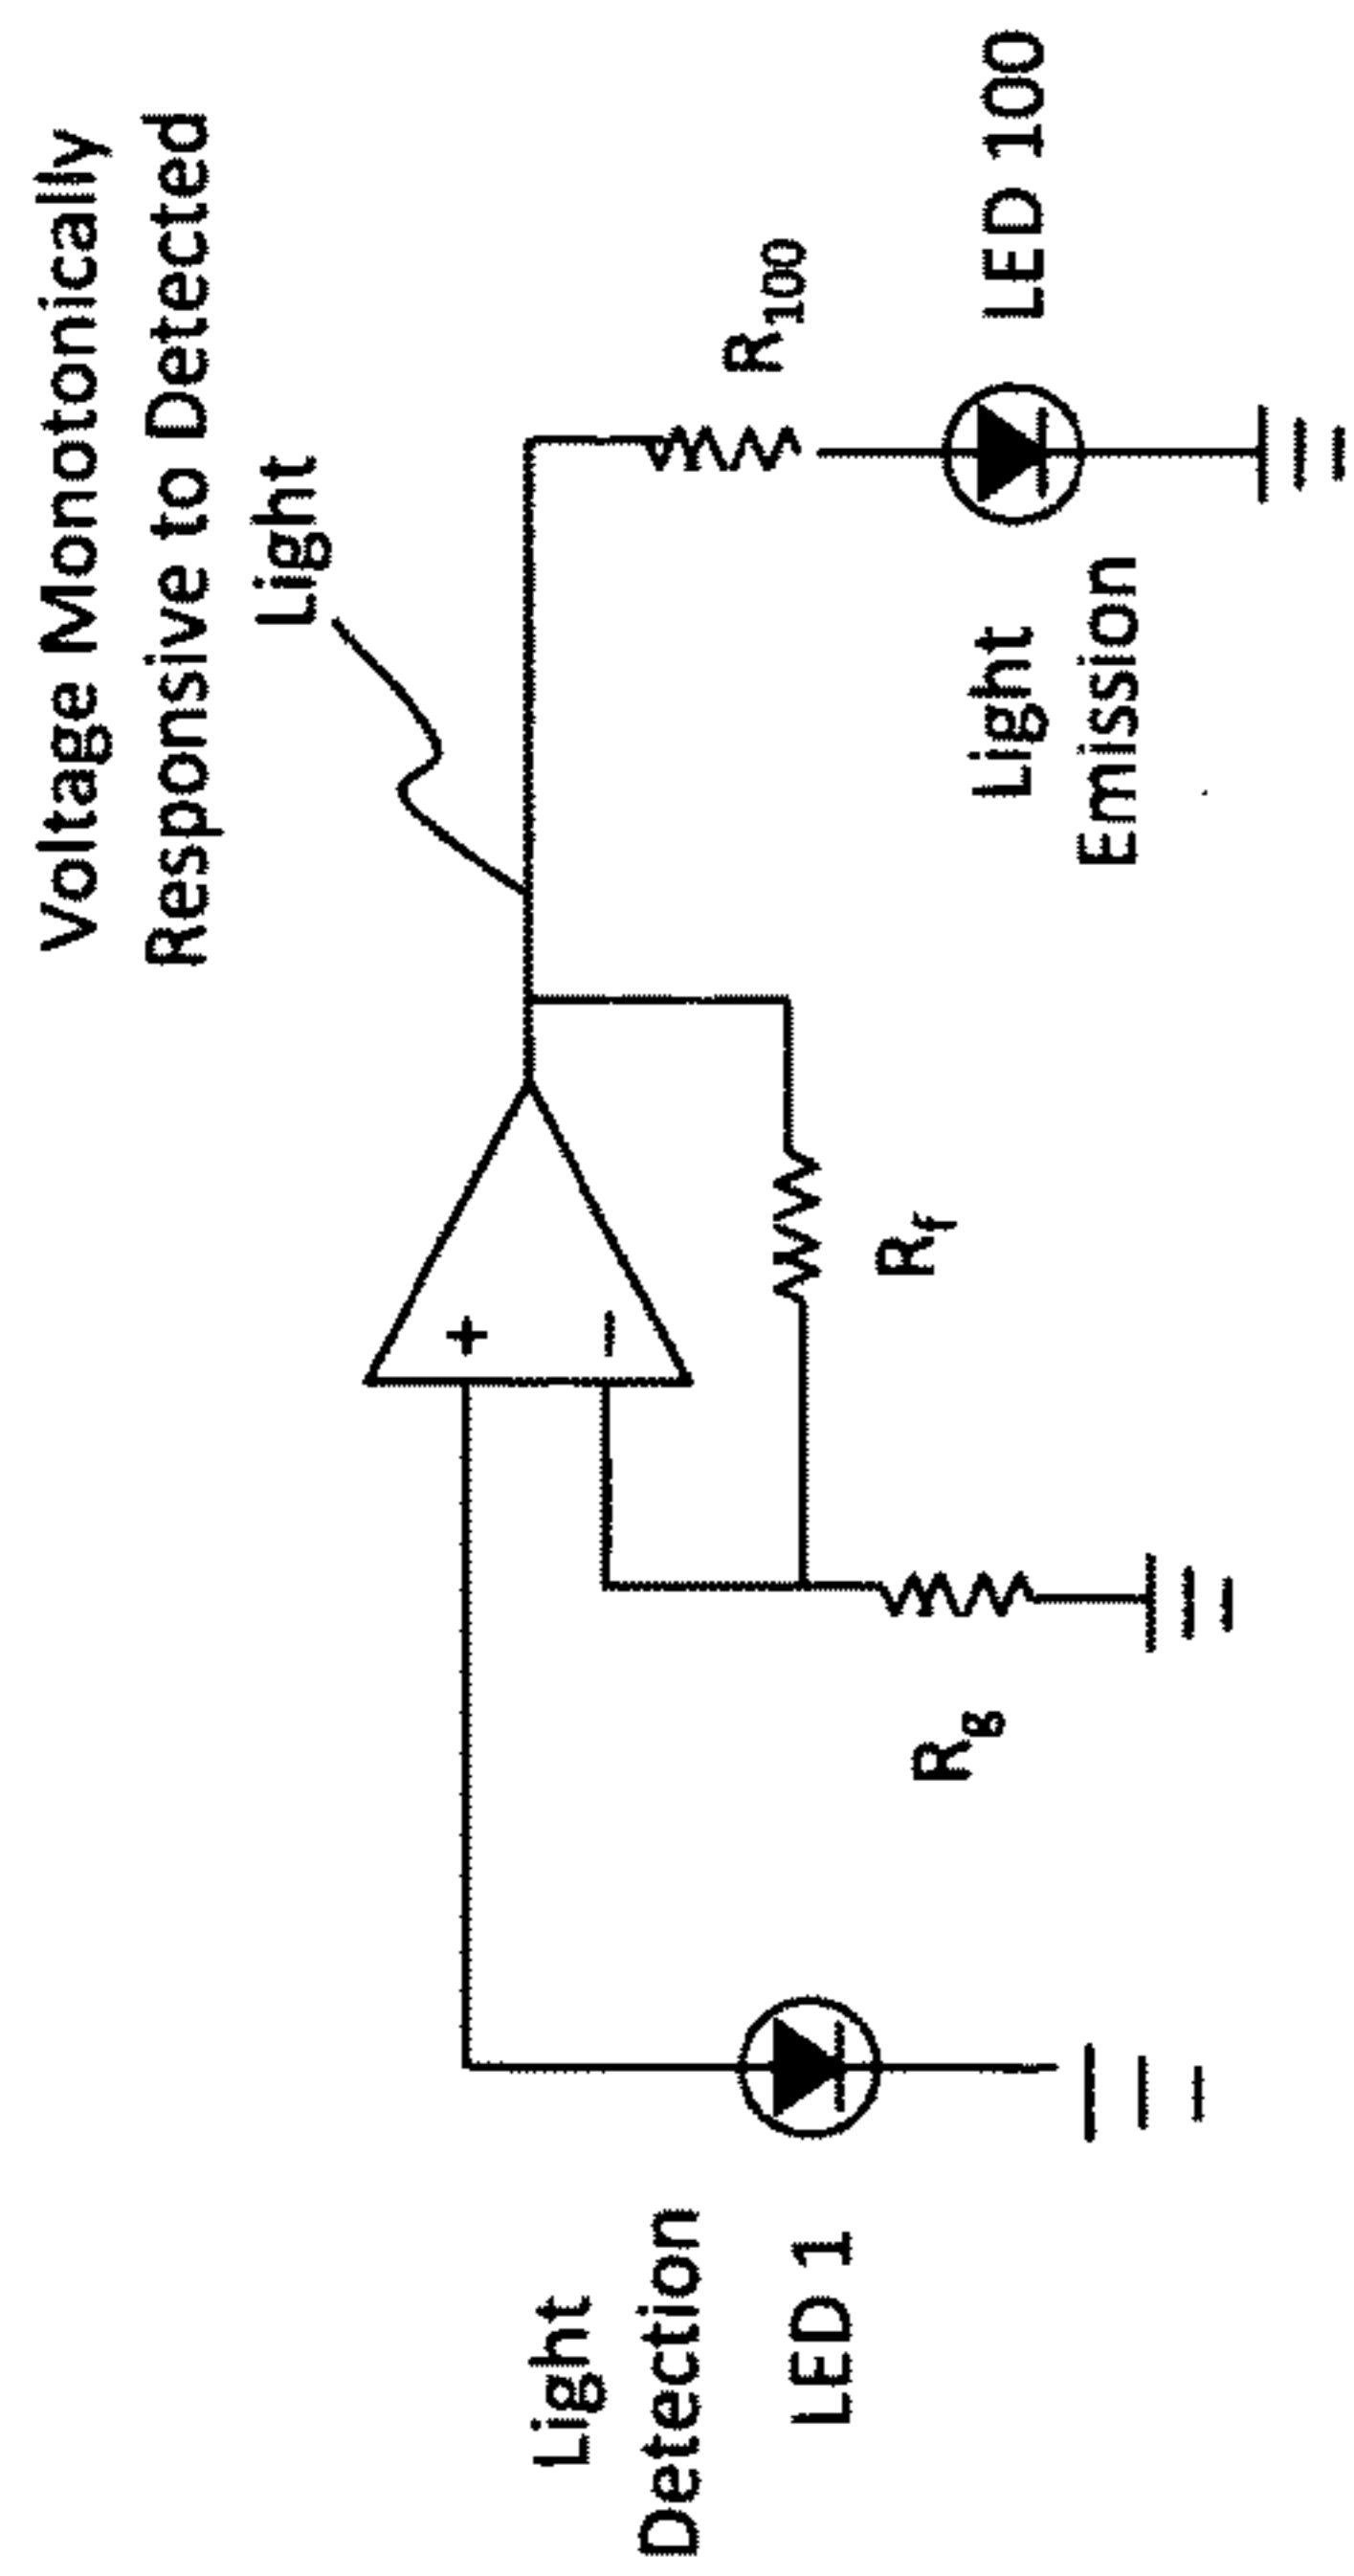 Voltage Monotonically
Responsive to Detected
Light
+
−
Light
Detection
LED 1
Rg
Rf
R100
Light
Emission
LED 100